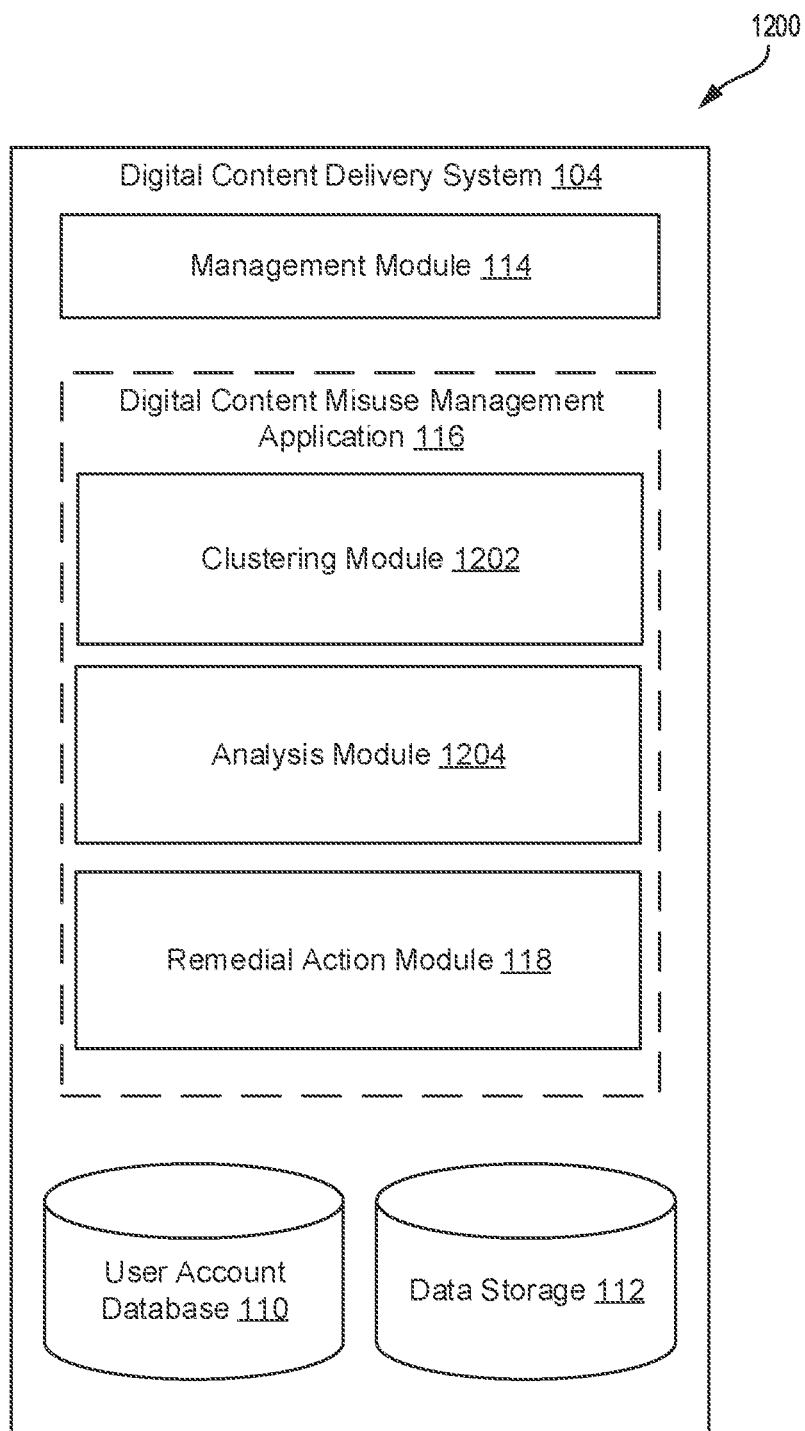 1200
Digital Content Delivery System 104
Management Module 114
Digital Content Misuse Management
Application 116
Clustering Module 1202
Analysis Module 1204
Remedial Action Module 118
User Account
Database 110
Data Storage 112